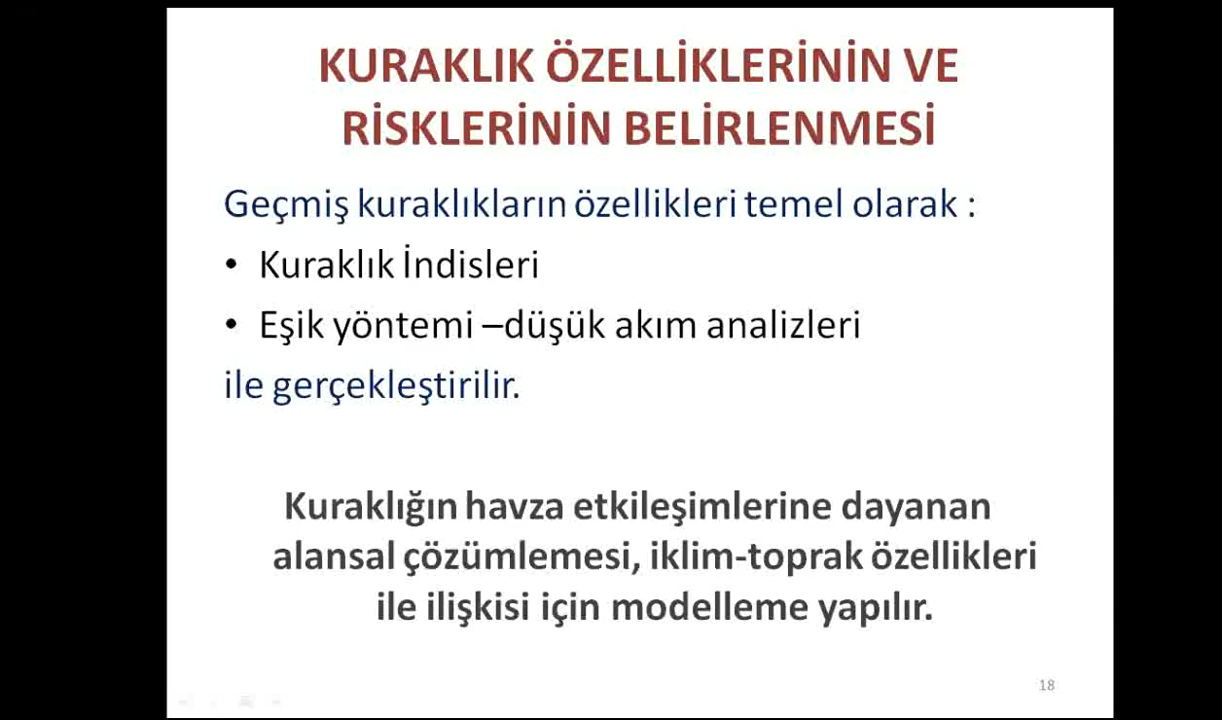 KURAKLIK ÖZELLİKLERİNİN VE
RİSKLERİNİN BELİRLENMESİ
Geçmiş kuraklıkların özellikleri temel olarak :
• Kuraklık İndisleri
• Eşik yöntemi –düşük akım analizleri
ile gerçekleştirilir.
Kuraklığın havza etkileşimlerine dayanan
alansal çözümlemesi, iklim-toprak özellikleri
ile ilişkisi için modelleme yapılır.
18